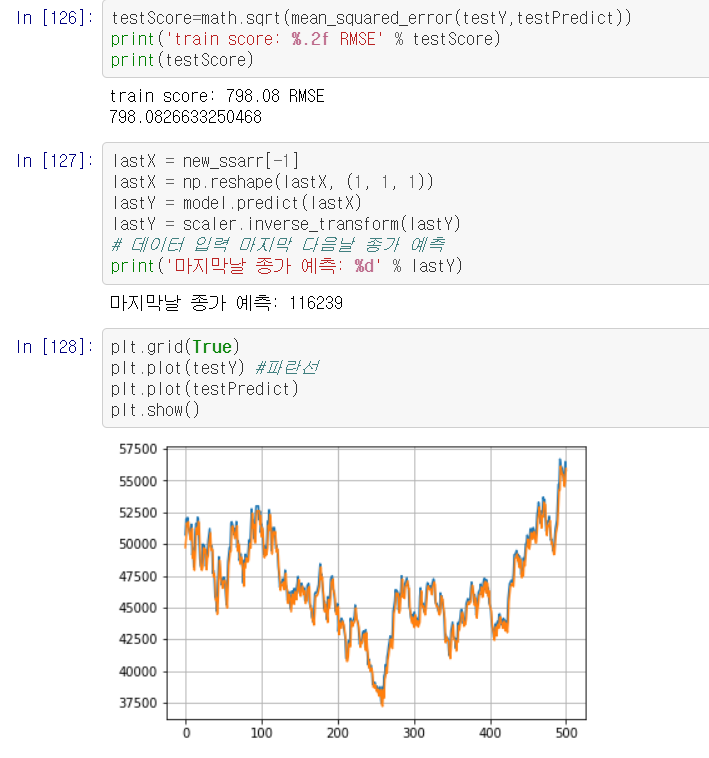 In [126]: testScore=math.sqrt(mean_squared_error(testY,testPredict))
print('train score: %.2f RMSE' % testScore)
print(testScore)
train score: 798.08 RMSE
798.0826633250468
In [127]: lastX = new_ssarr[-1]
lastX = np.reshape(lastX, (1, 1, 1))
lastY = model.predict(lastX)
lastY = scaler.inverse_transform(lastY)
# 데이터 입력 마지막 다음날 종가 예측
print('마지막날 종가 예측: %d' % lastY)
마지막날 종가 예측: 116239
In [128]: plt.grid(True)
plt.plot(testY) #파란선
plt.plot(testPredict)
plt.show()
57500
55000
52500
50000
47500
45000
42500
40000
37500
0 100 200 300 400 500